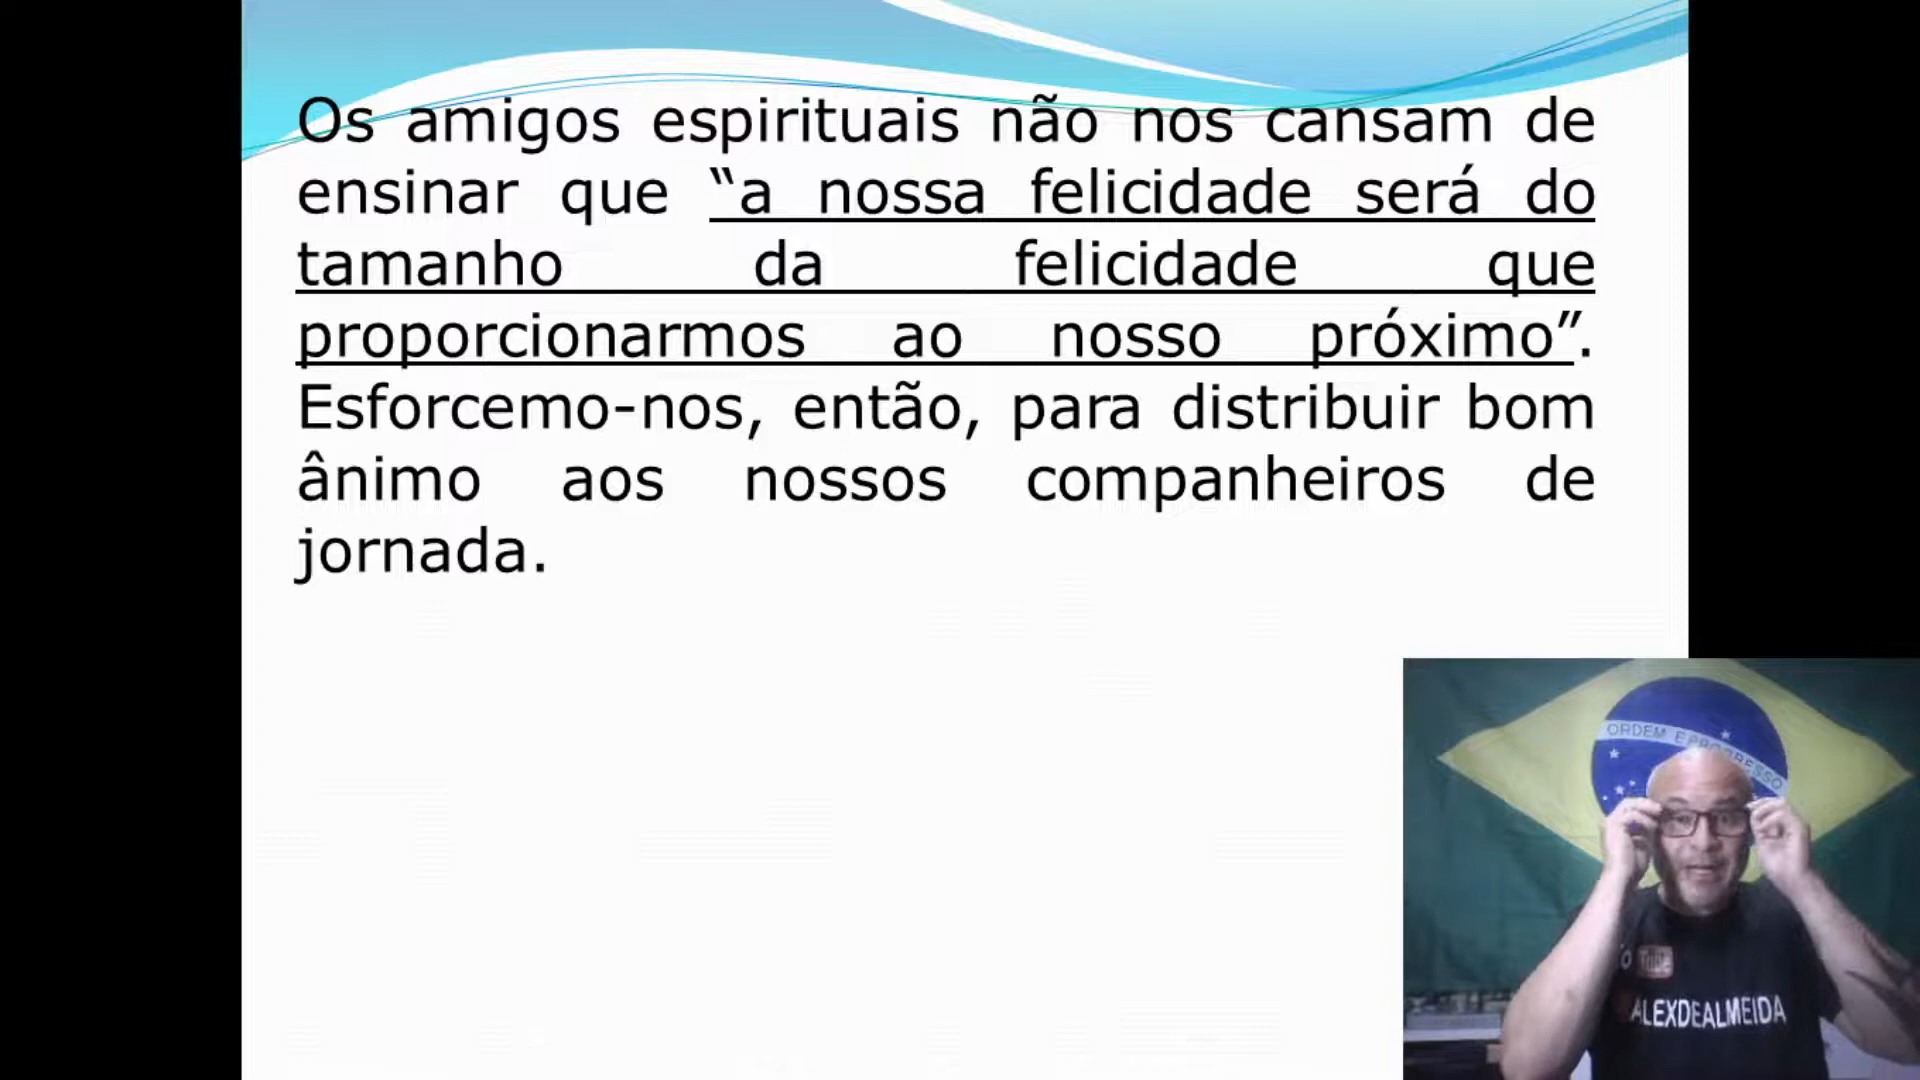 Os amigos espirituais não nos cansam de
ensinar que “a nossa felicidade será do
tamanho da felicidade que
proporcionarmos ao nosso próximo”.
Esforcemo-nos, então, para distribuir bom
ânimo aos nossos companheiros de
jornada.
ORDEM E PROGRESSO
Tube
ALEXDEALMEIDA